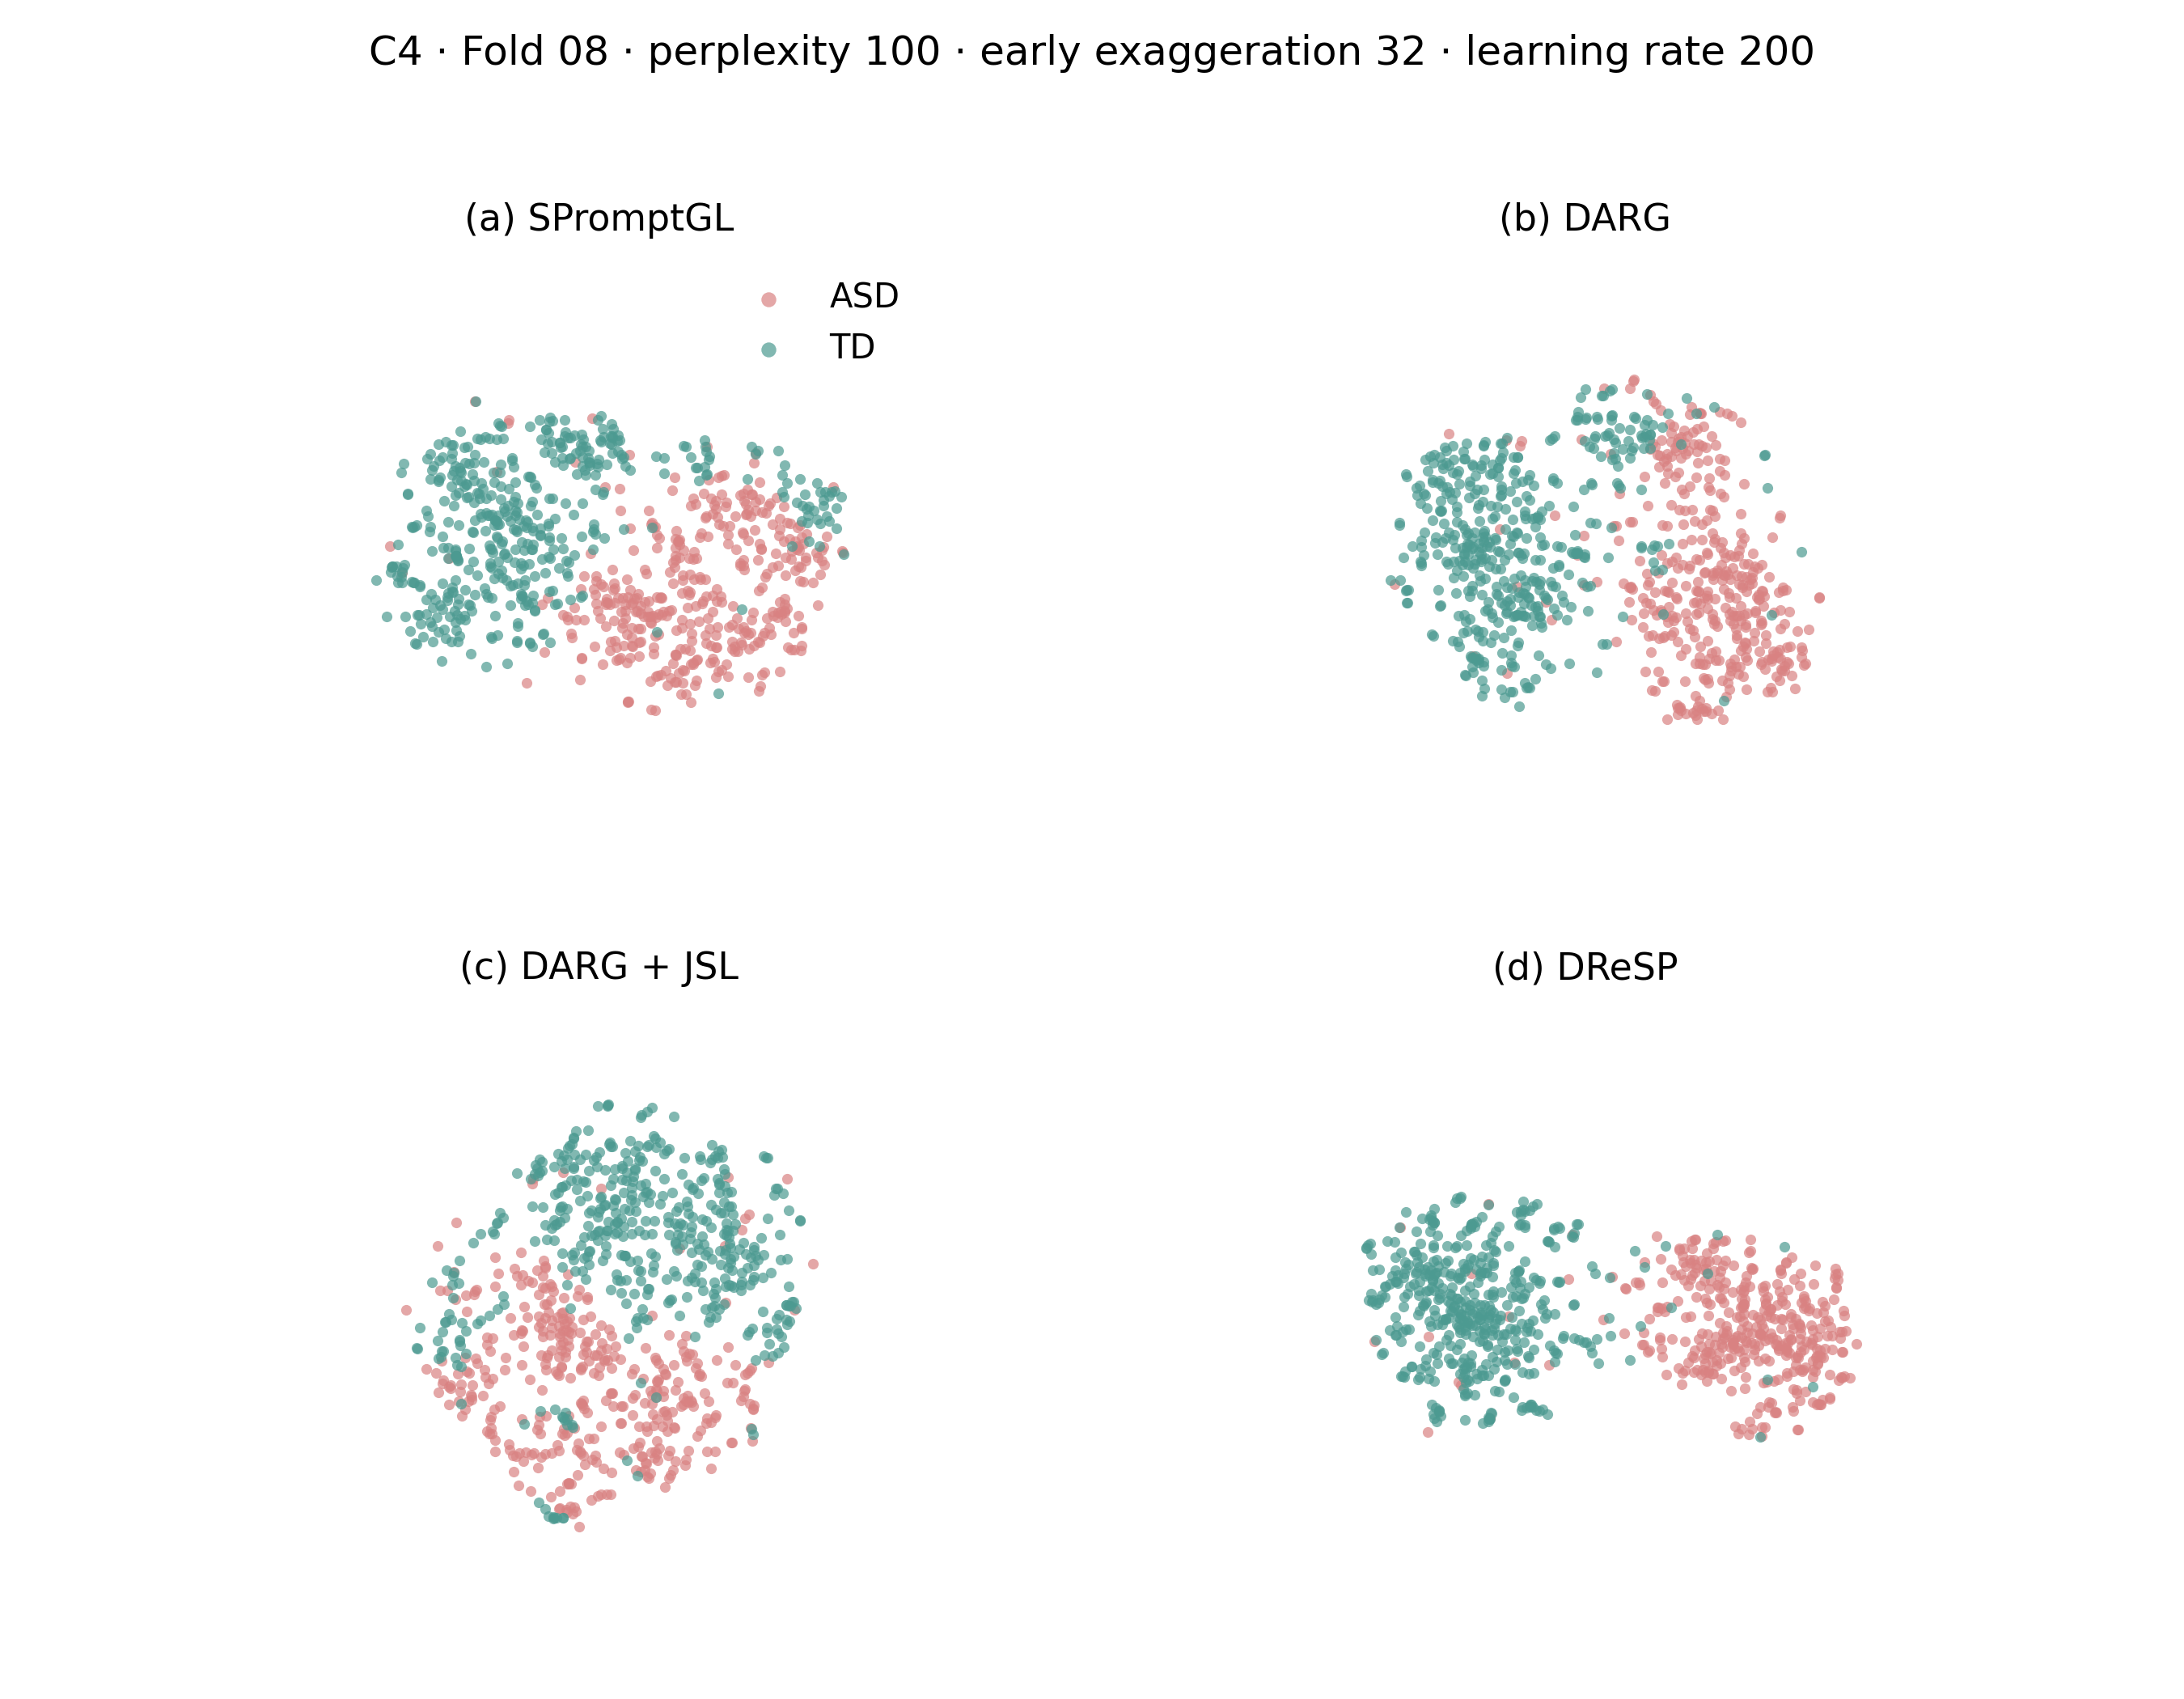 C4 · Fold 08 · perplexity 100 · early exaggeration 32 · learning rate 200
(a) SPromptGL
(b) DARG
ASD
TD
(c) DARG + JSL
(d) DReSP